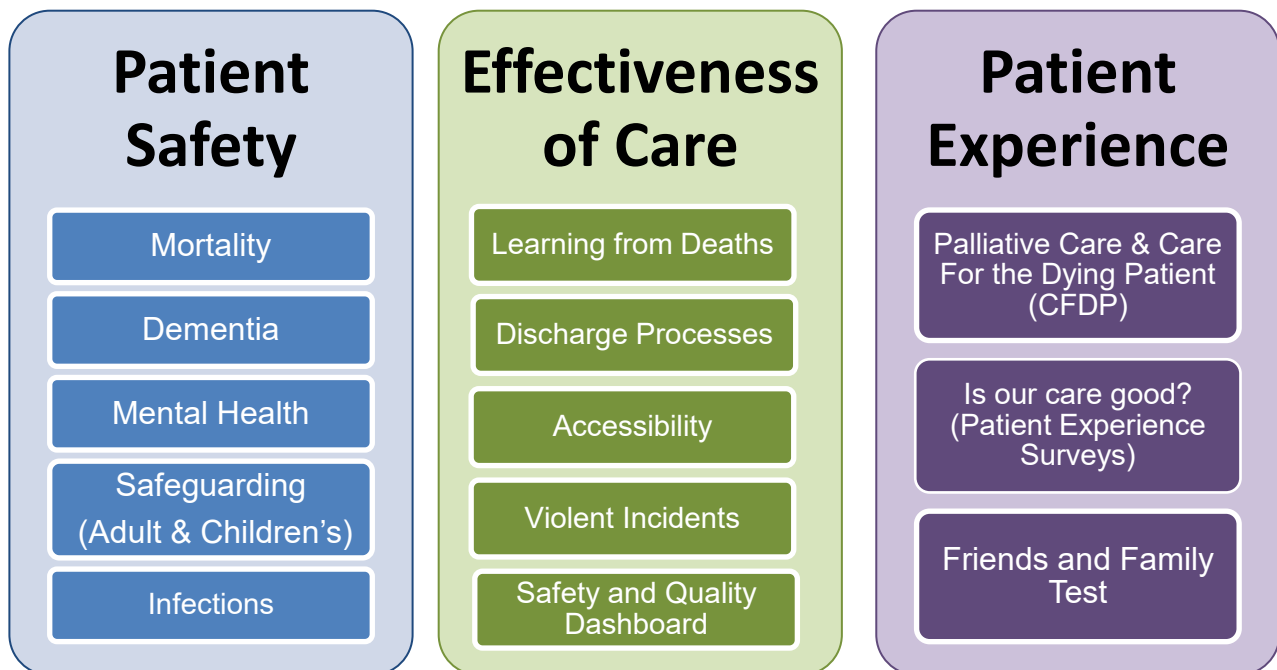 Patient
Safety
Mortality
Dementia
Mental Health
Safeguarding
(Adult & Children’s)
Infections
Effectiveness
of Care
Learning from Deaths
Discharge Processes
Accessibility
Violent Incidents
Safety and Quality
Dashboard
Patient
Experience
Palliative Care & Care
For the Dying Patient
(CFDP)
Is our care good?
(Patient Experience
Surveys)
Friends and Family
Test